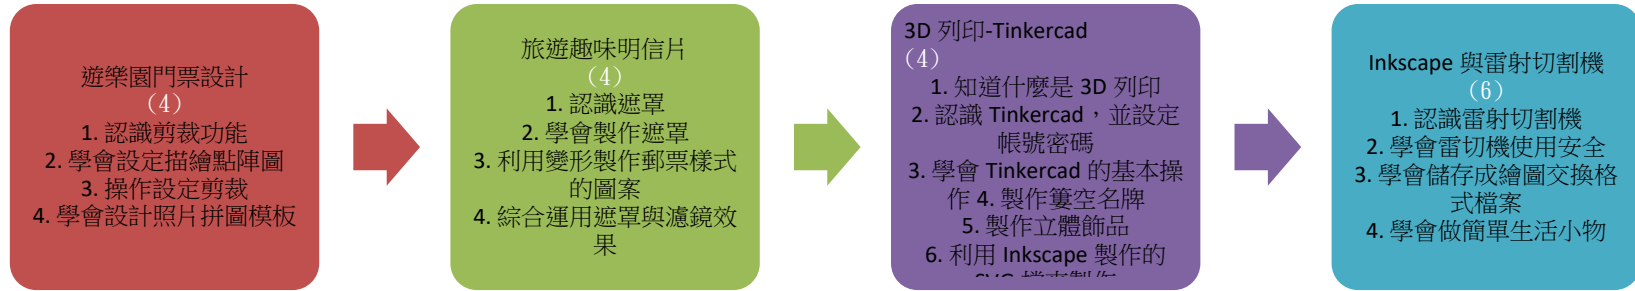 遊樂園門票設計
（4）
1. 認識剪裁功能
2. 學會設定描繪點陣圖
3. 操作設定剪裁
4. 學會設計照片拼圖模板
旅遊趣味明信片
（4）
1. 認識遮罩
2. 學會製作遮罩
3. 利用變形製作郵票樣式
的圖案
4. 綜合運用遮罩與濾鏡效
果
3D 列印-Tinkercad
（4）
1. 知道什麼是 3D 列印
2. 認識 Tinkercad，並設定
帳號密碼
3. 學會 Tinkercad 的基本操
作 4. 製作簍空名牌
5. 製作立體飾品
6. 利用 Inkscape 製作的
Inkscape 與雷射切割機
（6）
1. 認識雷射切割機
2. 學會雷切機使用安全
3. 學會儲存成繪圖交換格
式檔案
4. 學會做簡單生活小物